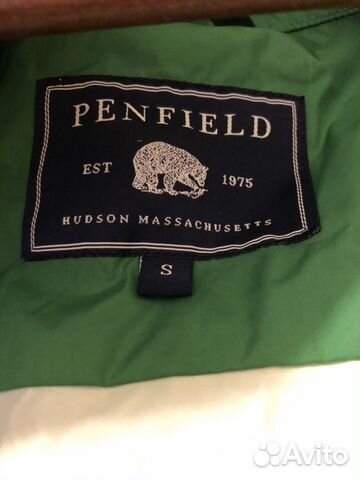 PENFIELD
EST 1975
HUDSON MASSACHUSETTS
S
Avito